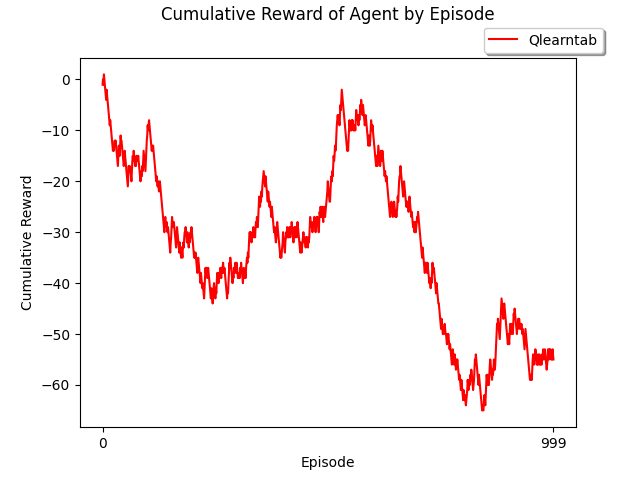 Cumulative Reward of Agent by Episode
Qlearntab
0
−10
−20
−30
−40
−50
−60
Cumulative Reward
0 999
Episode